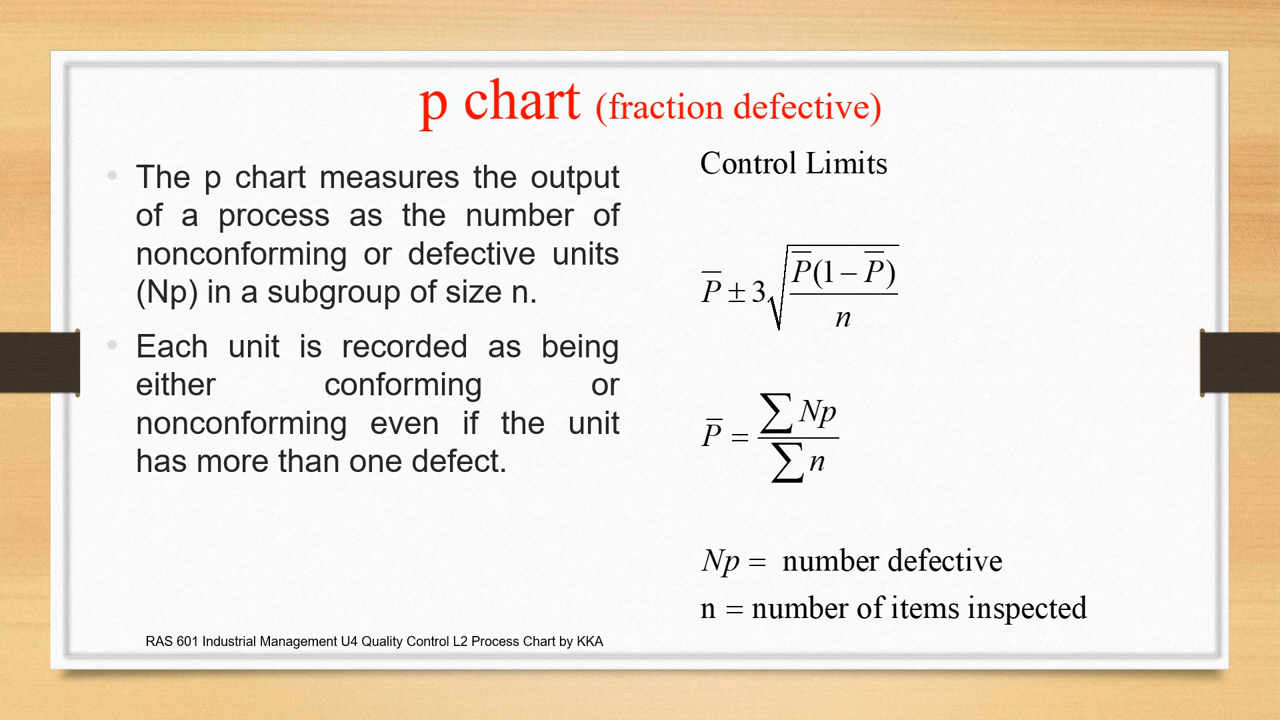 p chart (fraction defective)
• The p chart measures the output
of a process as the number of
nonconforming or defective units
(Np) in a subgroup of size n.
• Each unit is recorded as being
either conforming or
nonconforming even if the unit
has more than one defect.
Control Limits
P̅ ± 3√(P̅(1 – P̅)/n)
P̅ = ∑ Np / ∑ n
Np = number defective
n = number of items inspected
RAS 601 Industrial Management U4 Quality Control L2 Process Chart by KKA